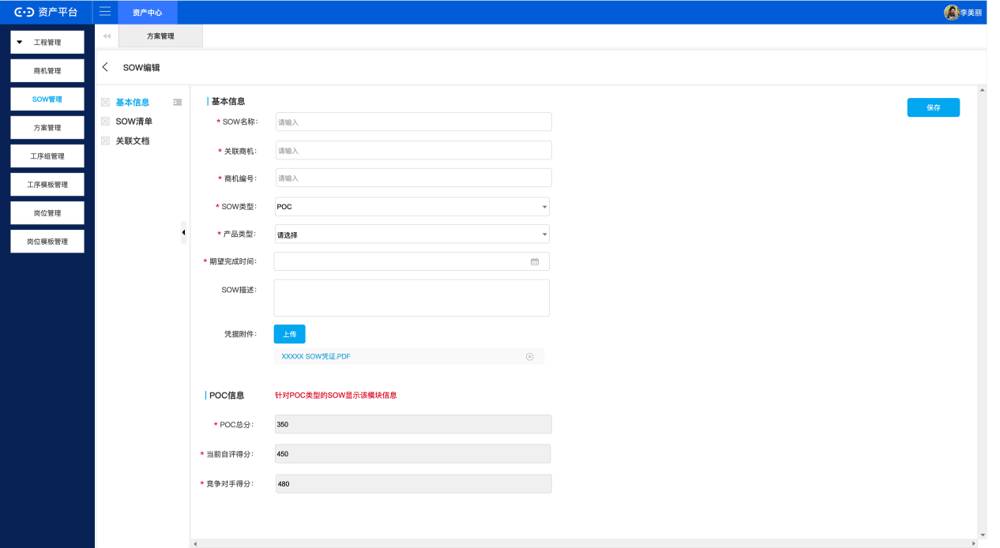 资产平台
资产中心
李美丽
工程管理
商机管理
SOW管理
方案管理
工序组管理
工序模板管理
岗位管理
岗位模板管理
方案管理
SOW编辑
基本信息
SOW清单
关联文档
基本信息
保存
* SOW名称: 请输入
* 关联商机: 请输入
* 商机编号: 请输入
* SOW类型: POC
* 产品类型: 请选择
* 期望完成时间:
SOW描述:
凭据附件: 上传
XXXXX SOW凭证.PDF
POC信息 针对POC类型的SOW显示该模块信息
* POC总分: 350
* 当前自评得分: 450
* 竞争对手得分: 480